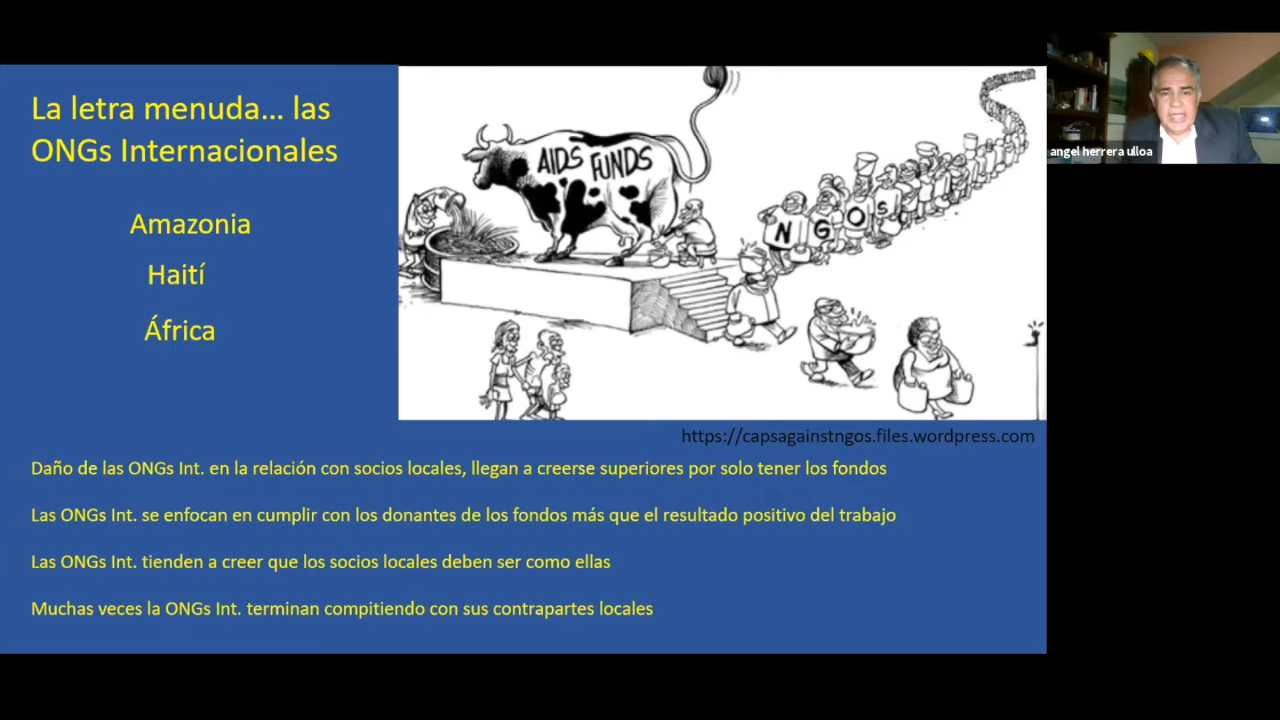 La letra menuda... las
ONGs Internacionales
Amazonia
Haití
África
AIDS FUNDS
NGOS
https://capsagainstngos.files.wordpress.com
Daño de las ONGs Int. en la relación con socios locales, llegan a creerse superiores por solo tener los fondos
Las ONGs Int. se enfocan en cumplir con los donantes de los fondos más que el resultado positivo del trabajo
Las ONGs Int. tienden a creer que los socios locales deben ser como ellas
Muchas veces la ONGs Int. terminan compitiendo con sus contrapartes locales
angel herrera ulloa